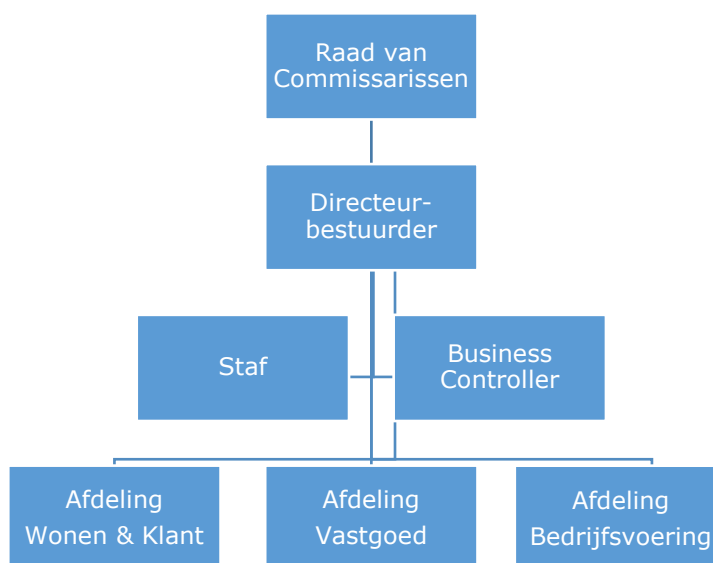 Raad van
Commissarissen
Directeur-
bestuurder
Staf
Business
Controller
Afdeling
Wonen & Klant
Afdeling
Vastgoed
Afdeling
Bedrijfsvoering